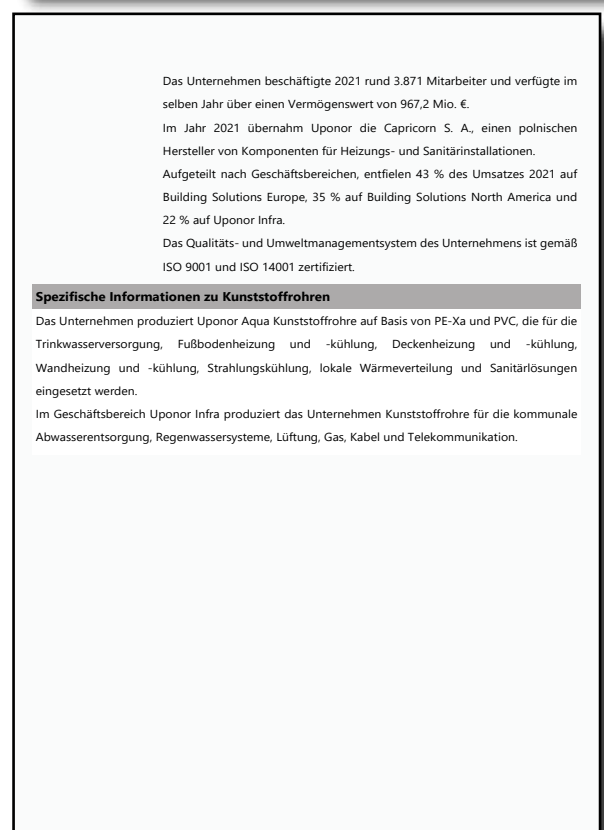 Das Unternehmen beschäftigte 2021 rund 3.871 Mitarbeiter und verfügte im
selben Jahr über einen Vermögenswert von 967,2 Mio. €.
Im Jahr 2021 übernahm Uponor die Capricorn S. A., einen polnischen
Hersteller von Komponenten für Heizungs- und Sanitärinstallationen.
Aufgeteilt nach Geschäftsbereichen, entfielen 43 % des Umsatzes 2021 auf
Building Solutions Europe, 35 % auf Building Solutions North America und
22 % auf Uponor Infra.
Das Qualitäts- und Umweltmanagementsystem des Unternehmens ist gemäß
ISO 9001 und ISO 14001 zertifiziert.
Spezifische Informationen zu Kunststoffrohren
Das Unternehmen produziert Uponor Aqua Kunststoffrohre auf Basis von PE-Xa und PVC, die für die
Trinkwasserversorgung, Fußbodenheizung und -kühlung, Deckenheizung und -kühlung,
Wandheizung und -kühlung, Strahlungskühlung, lokale Wärmeverteilung und Sanitärlösungen
eingesetzt werden.
Im Geschäftsbereich Uponor Infra produziert das Unternehmen Kunststoffrohre für die kommunale
Abwasserentsorgung, Regenwassersysteme, Lüftung, Gas, Kabel und Telekommunikation.